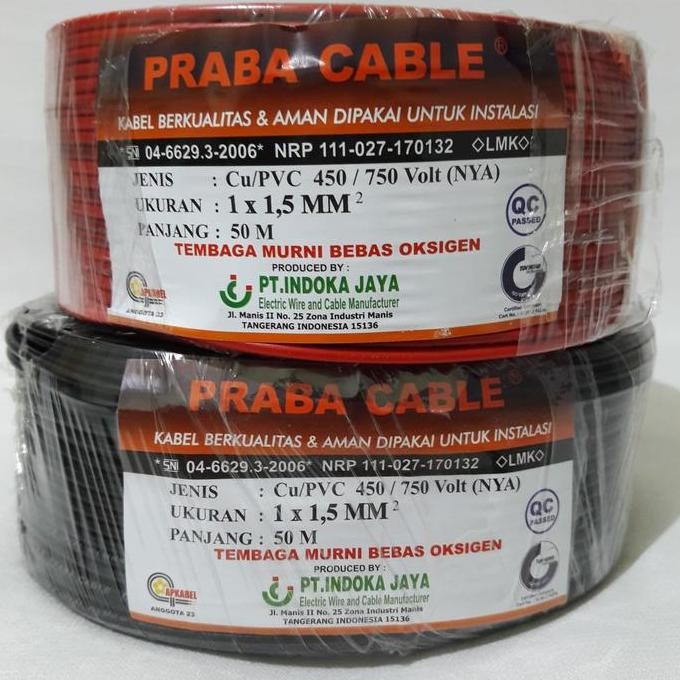 PRABA CABLE ®
KABEL BERKUALITAS & AMAN DIPAKAI UNTUK INSTALASI
* SNI 04-6629.3-2006* NRP 111-027-170132 ◇LMK◇
JENIS : Cu/PVC 450 / 750 Volt (NYA)
UKURAN : 1 x 1,5 MM 2
PANJANG : 50 M
QC
PASSED
TEMBAGA MURNI BEBAS OKSIGEN
PRODUCED BY :
PT.INDOKA JAYA
Electric Wire and Cable Manufacturer
Jl. Manis II No. 25 Zona Industri Manis
TANGERANG INDONESIA 15136
APKABEL
ANGGOTA 23
PRABA CABLE ®
KABEL BERKUALITAS & AMAN DIPAKAI UNTUK INSTALASI
* SNI 04-6629.3-2006* NRP 111-027-170132 ◇LMK◇
JENIS : Cu/PVC 450 / 750 Volt (NYA)
UKURAN : 1 x 1,5 MM 2
PANJANG : 50 M
QC
PASSED
TEMBAGA MURNI BEBAS OKSIGEN
PRODUCED BY :
PT.INDOKA JAYA
Electric Wire and Cable Manufacturer
Jl. Manis II No. 25 Zona Industri Manis
TANGERANG INDONESIA 15136
APKABEL
ANGGOTA 23